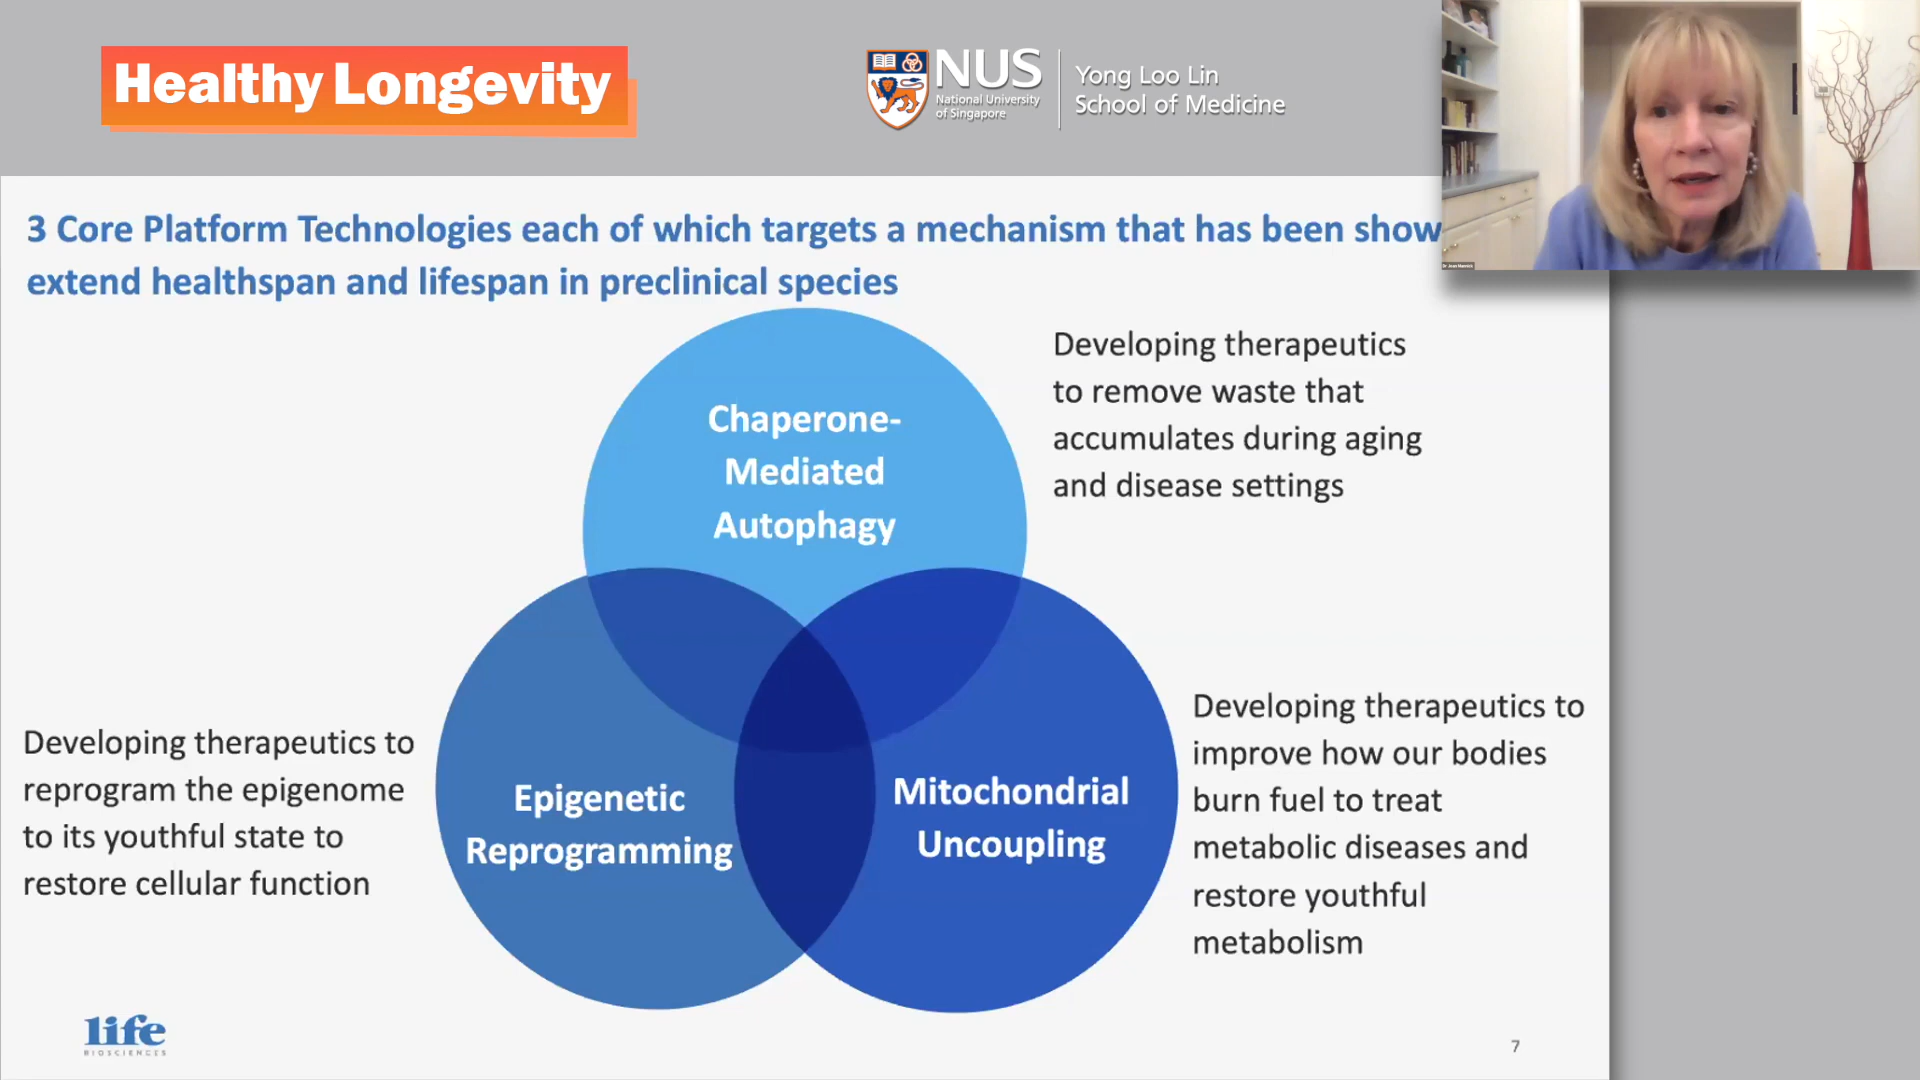 Healthy Longevity
NUS
National University
of Singapore
Yong Loo Lin
School of Medicine
Dr Joan Mannick
3 Core Platform Technologies each of which targets a mechanism that has been show
extend healthspan and lifespan in preclinical species
Chaperone-
Mediated
Autophagy
Developing therapeutics
to remove waste that
accumulates during aging
and disease settings
Epigenetic
Reprogramming
Developing therapeutics to
reprogram the epigenome
to its youthful state to
restore cellular function
Mitochondrial
Uncoupling
Developing therapeutics to
improve how our bodies
burn fuel to treat
metabolic diseases and
restore youthful
metabolism
life
BIOSCIENCES
7